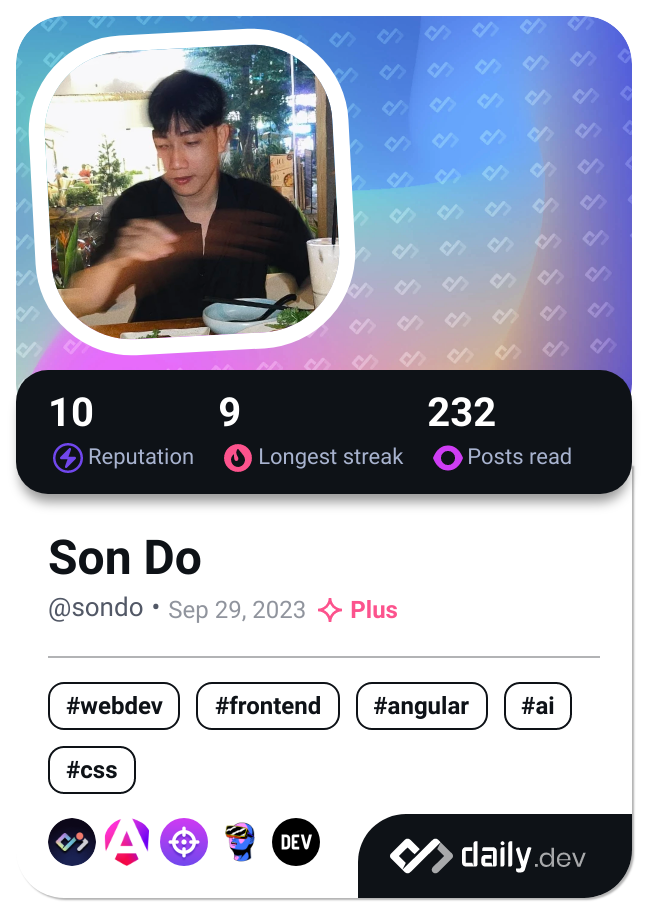 10 9 232
Reputation Longest streak Posts read
Son Do
@sondo • Sep 29, 2023 Plus
#webdev #frontend #angular #ai
#css
DEV
daily.dev